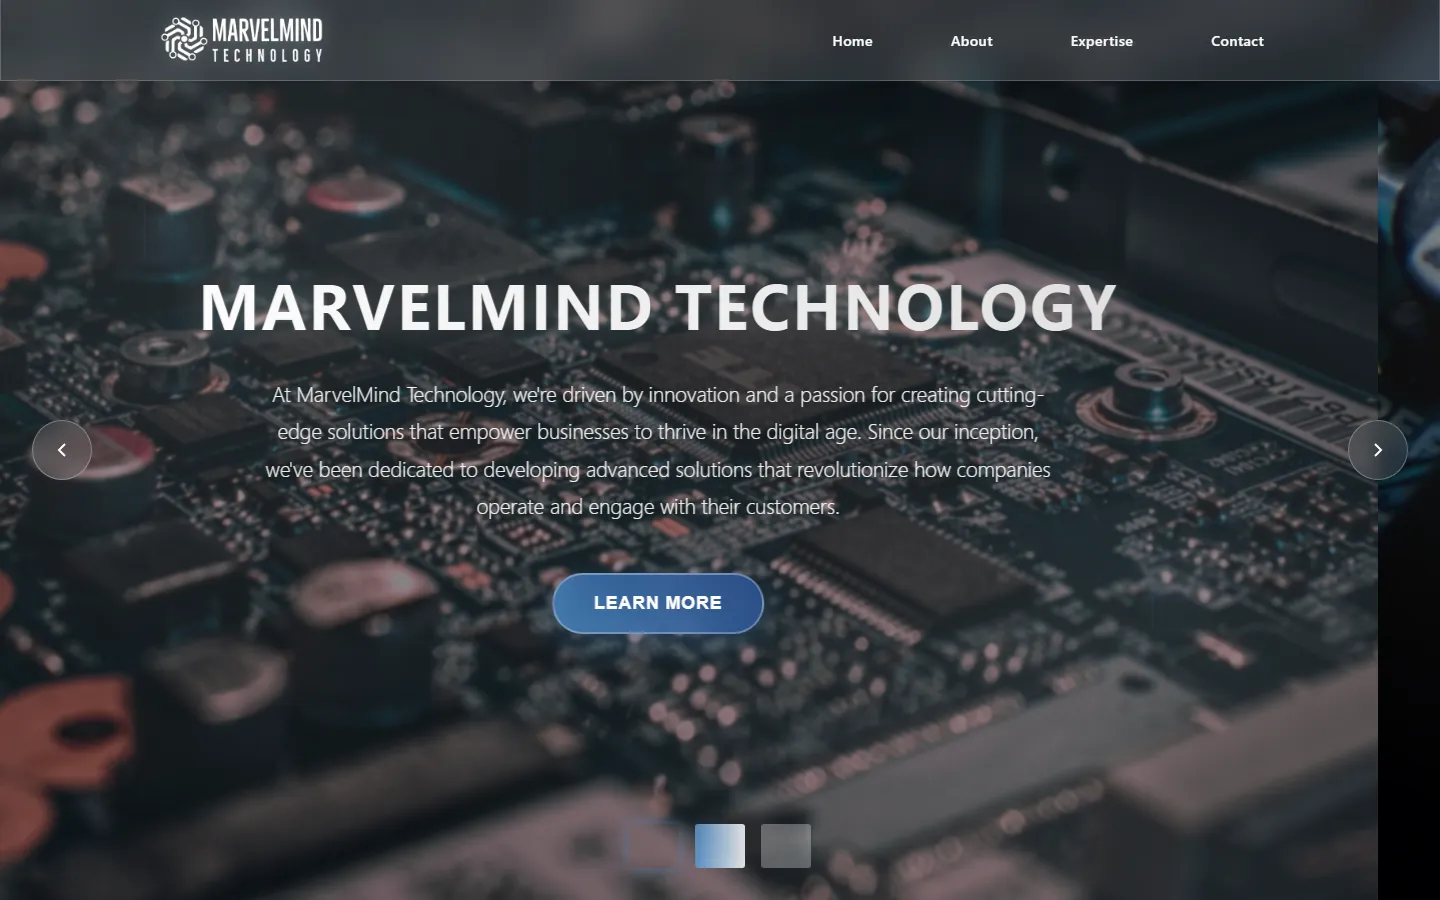 MARVELMIND
TECHNOLOGY
Home
About
Expertise
Contact
MARVELMIND TECHNOLOGY
At MarvelMind Technology, we're driven by innovation and a passion for creating cutting-
edge solutions that empower businesses to thrive in the digital age. Since our inception,
we've been dedicated to developing advanced solutions that revolutionize how companies
operate and engage with their customers.
LEARN MORE